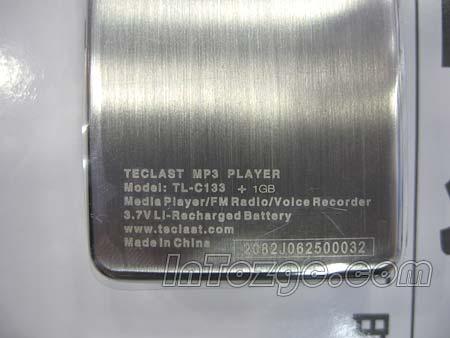 TECLAST MP3 PLAYER
Model: TL-C133 + 1GB
Media Player/FM Radio/Voice Recorder
3.7V Li-Recharged Battery
www.teclast.com
Made in China 2062J062500032
InTozgc.com